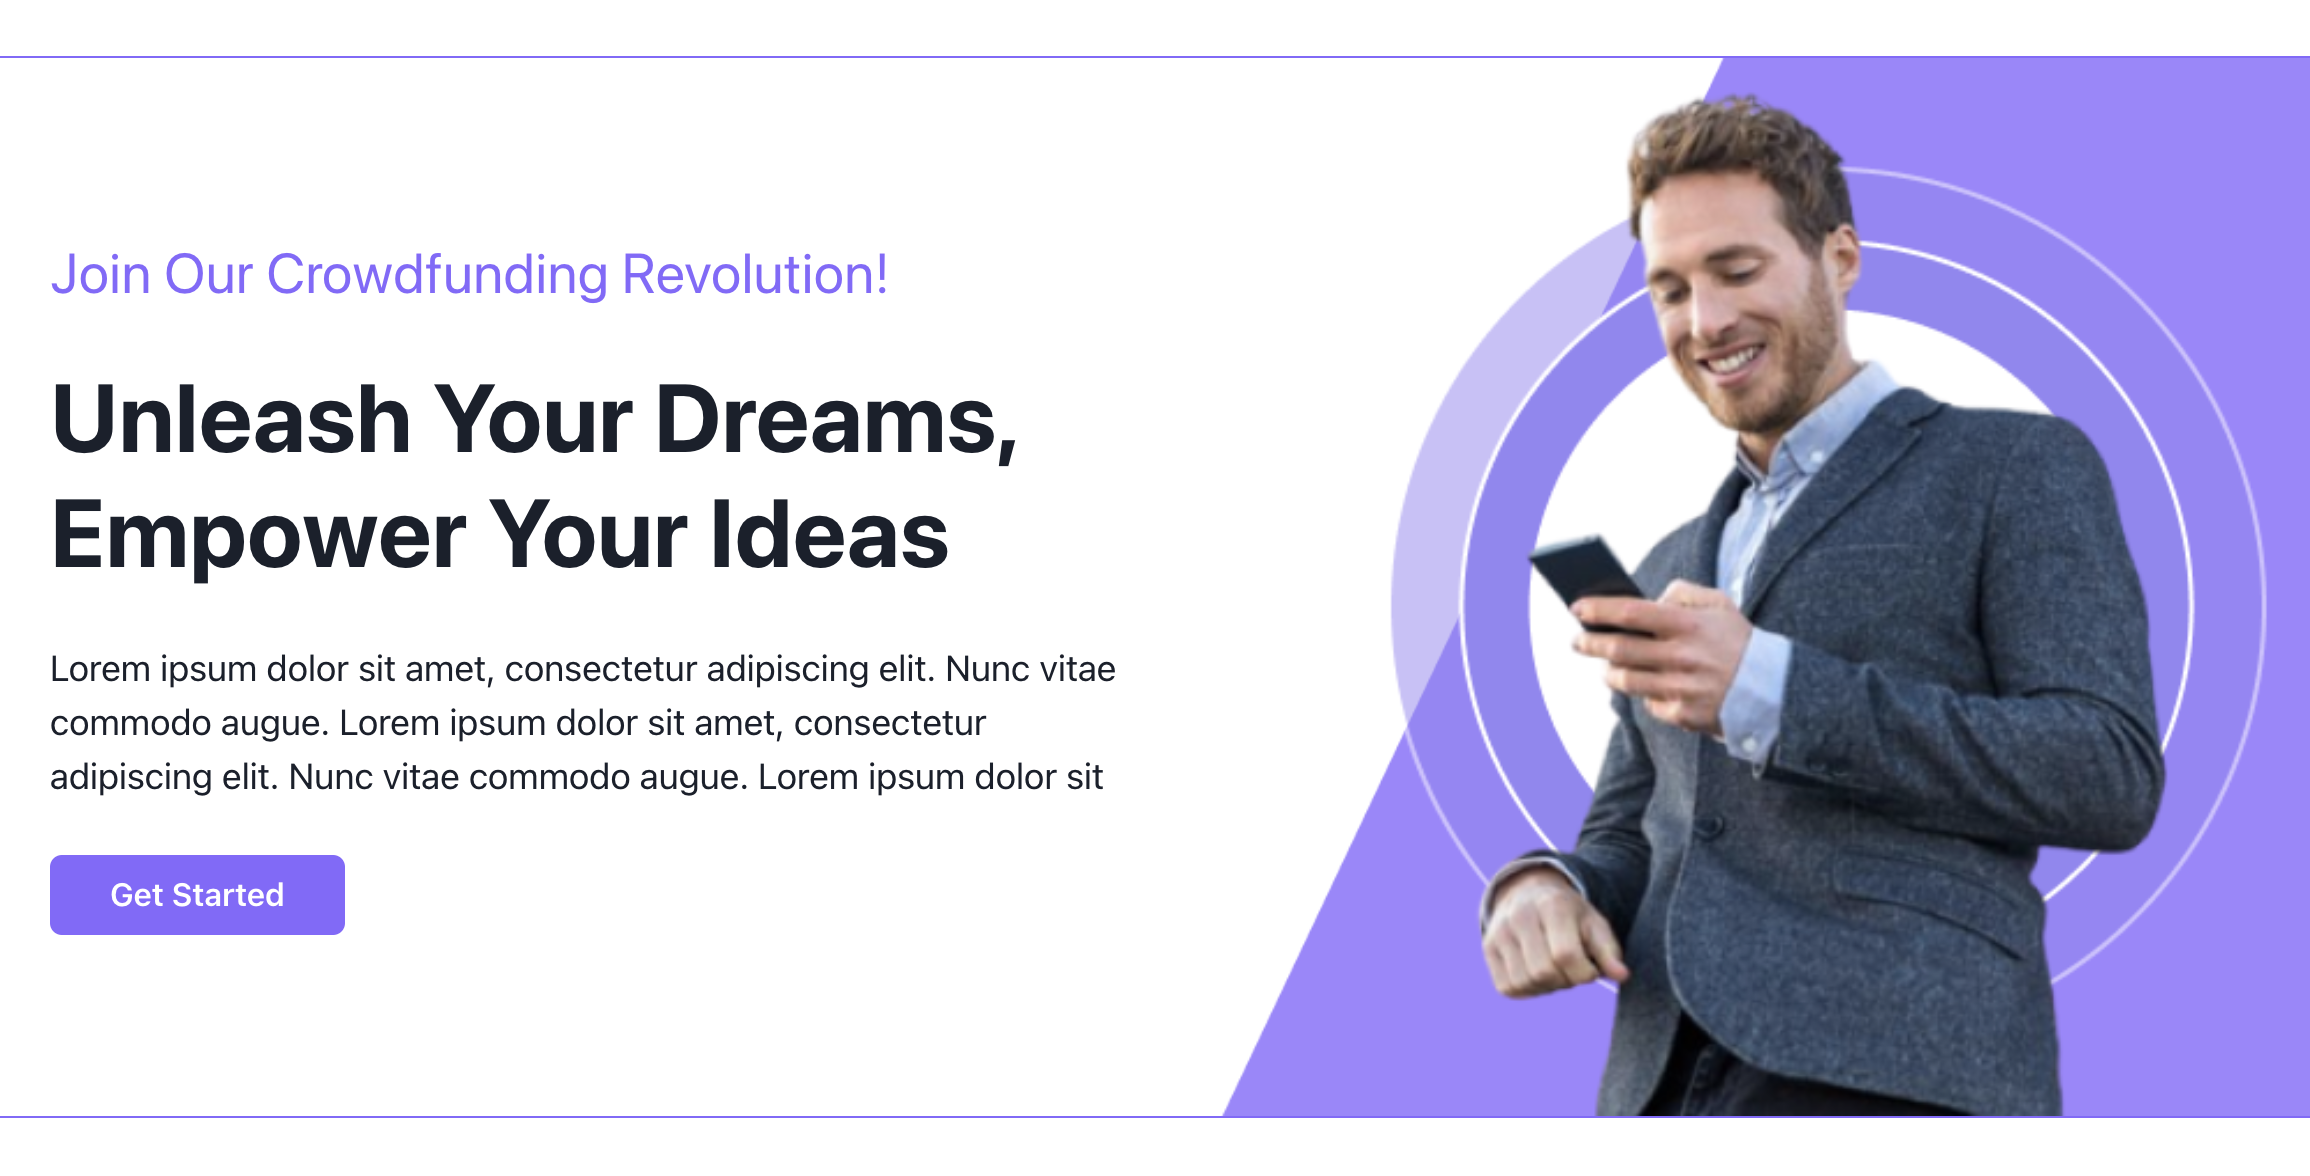 Join Our Crowdfunding Revolution!
Unleash Your Dreams,
Empower Your Ideas
Lorem ipsum dolor sit amet, consectetur adipiscing elit. Nunc vitae
commodo augue. Lorem ipsum dolor sit amet, consectetur
adipiscing elit. Nunc vitae commodo augue. Lorem ipsum dolor sit
Get Started